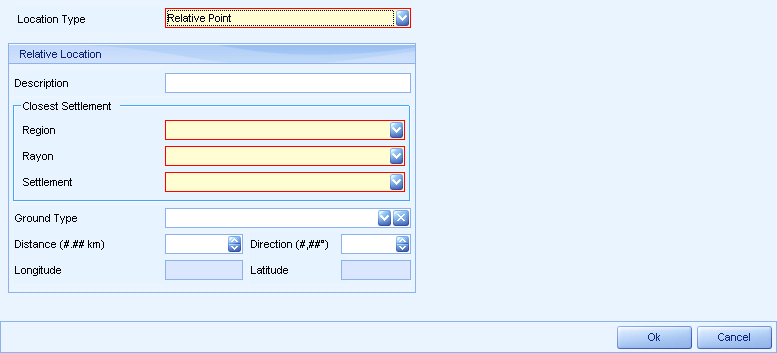 Location Type Relative Point
Relative Location
Description
Closest Settlement
Region
Rayon
Settlement
Ground Type
Distance (#.## km) Direction (#,##°)
Longitude Latitude
Ok Cancel